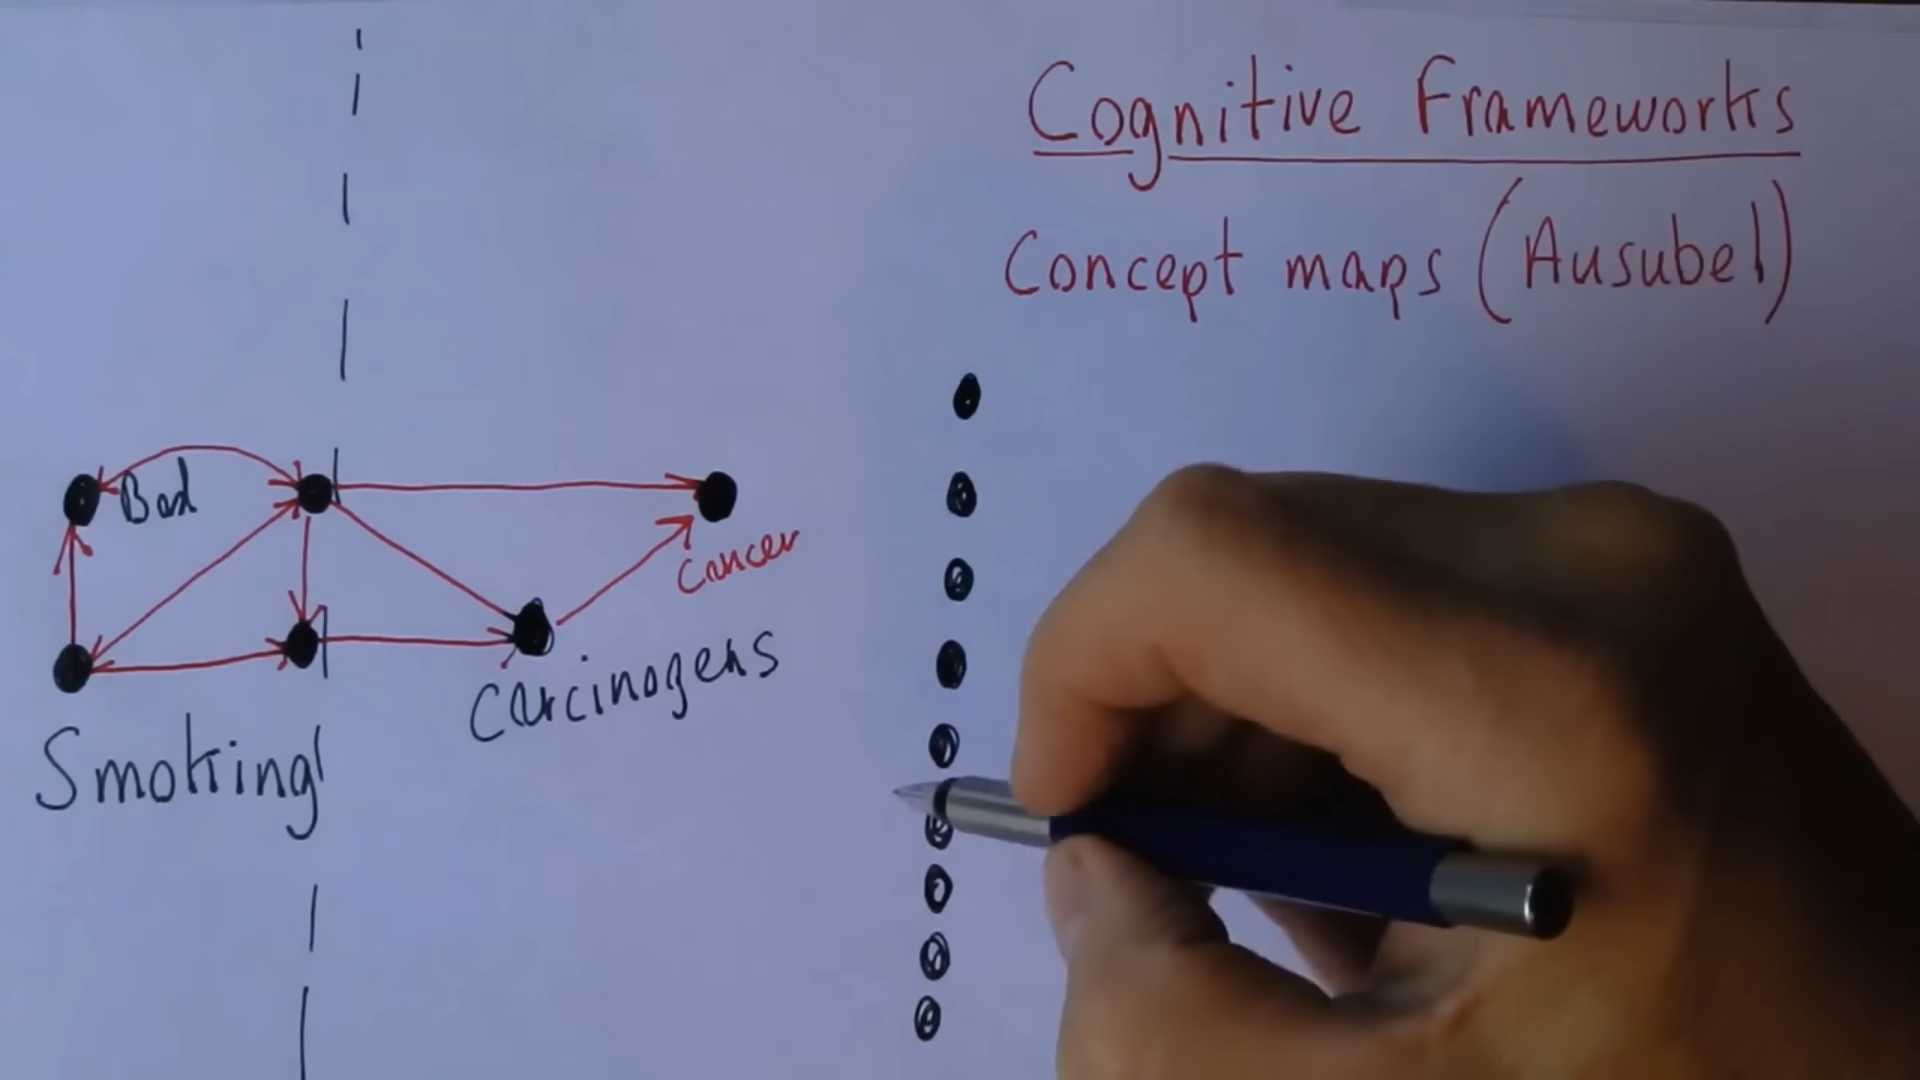 Cognitive Frameworks
Concept maps (Ausubel)
Bad
Cancer
Carcinogens
Smoking